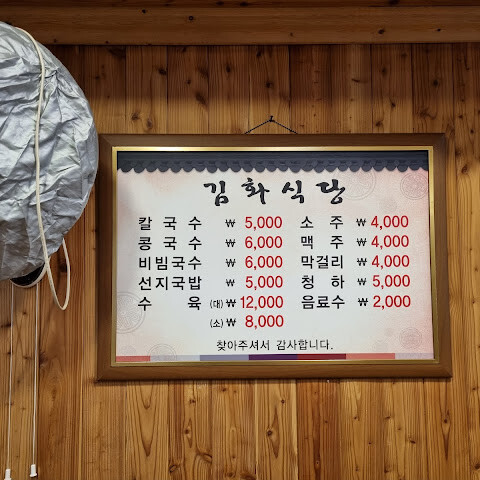 김화식당
칼국수 ₩ 5,000 소주 ₩ 4,000
콩국수 ₩ 6,000 맥주 ₩ 4,000
비빔국수 ₩ 6,000 막걸리 ₩ 4,000
선지국밥 ₩ 5,000 청하 ₩ 5,000
수육 (대) ₩ 12,000 음료수 ₩ 2,000
(소) ₩ 8,000
찾아주셔서 감사합니다.